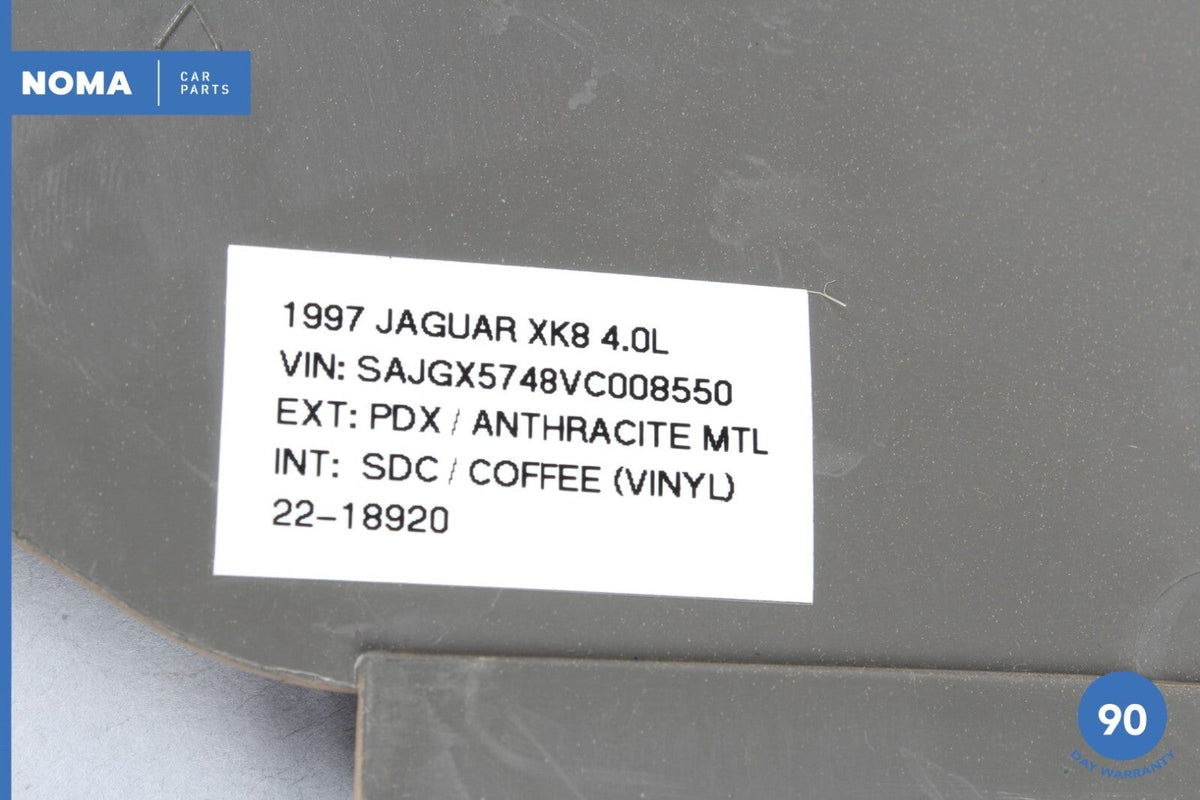 NOMA
CAR
PARTS
1997 JAGUAR XK8 4.0L
VIN: SAJGX5748VC008550
EXT: PDX / ANTHRACITE MTL
INT: SDC / COFFEE (VINYL)
22-18920
90
DAY WARRANTY